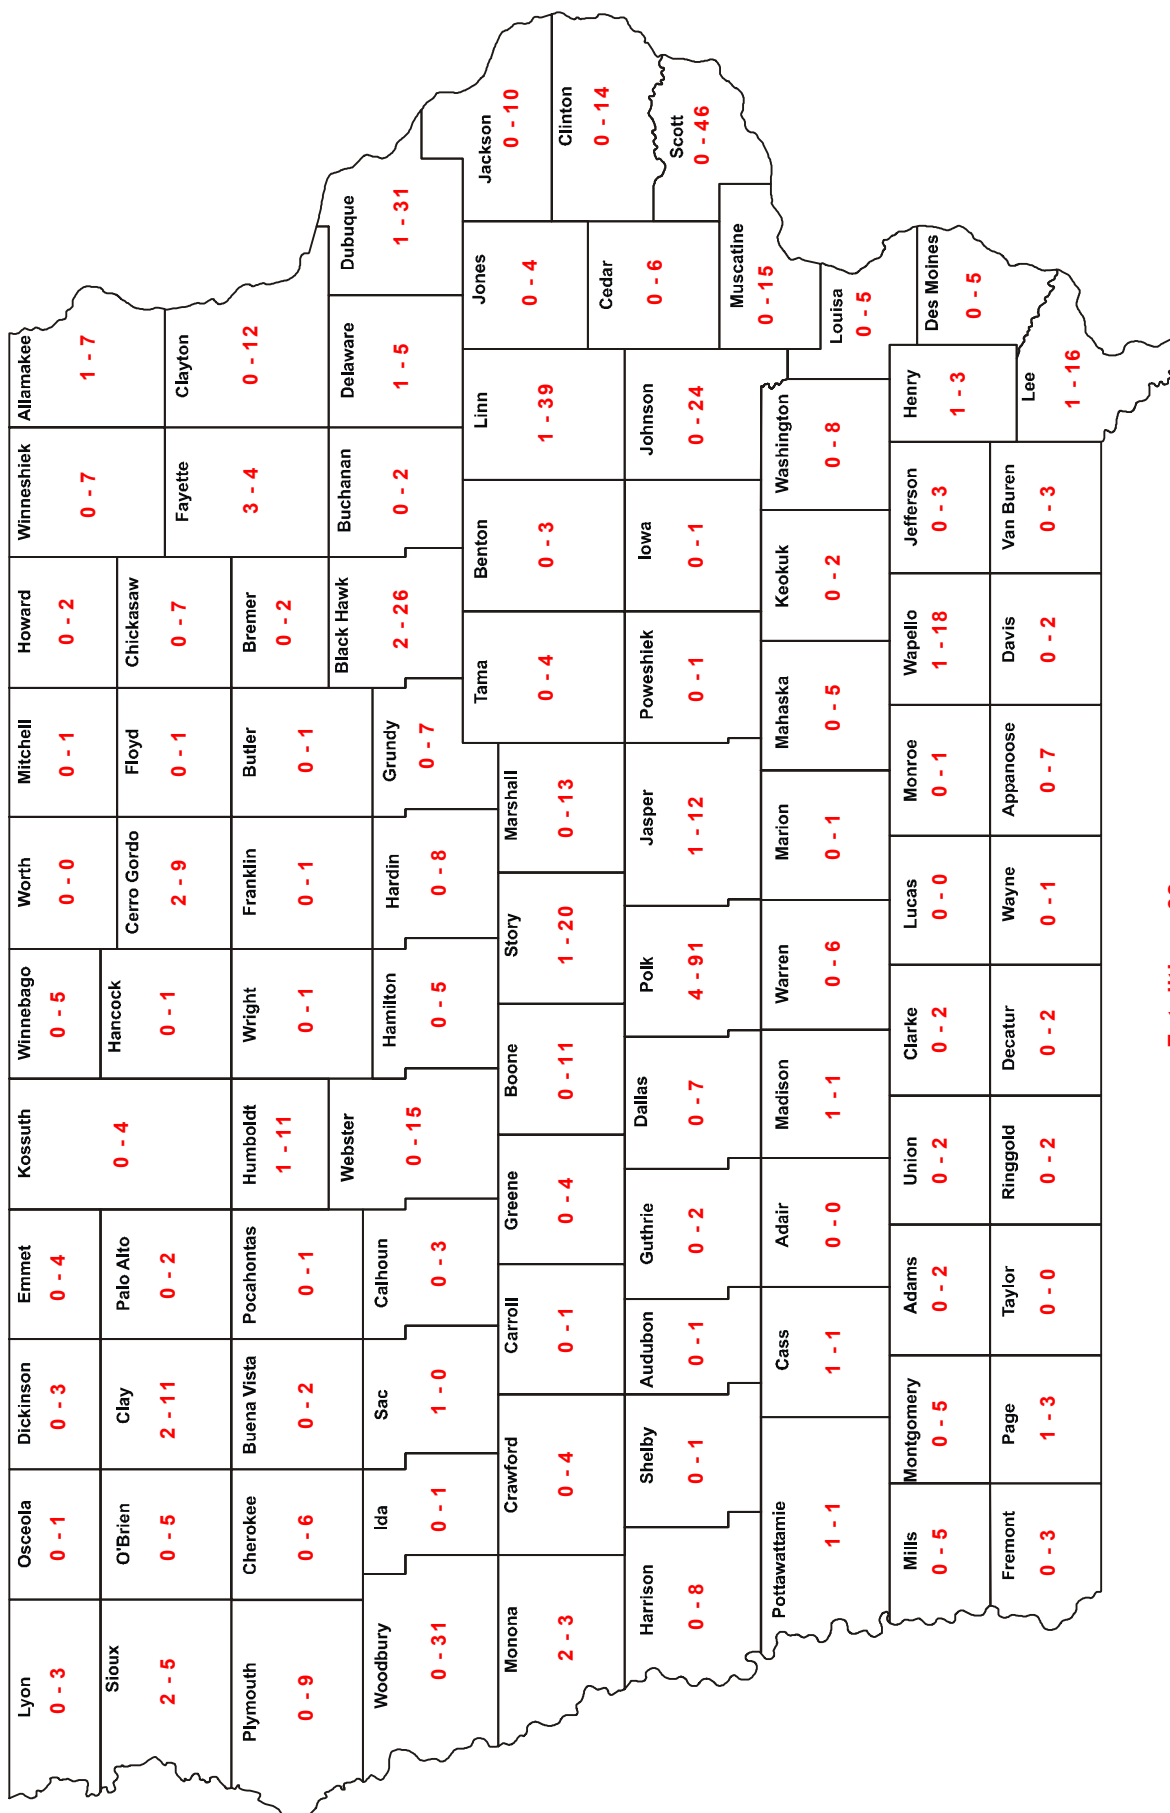 Lyon
0 - 3
Osceola
0 - 1
Dickinson
0 - 3
Emmet
0 - 4
Kossuth
0 - 4
Winnebago
0 - 5
Worth
0 - 0
Mitchell
0 - 1
Howard
0 - 2
Winneshiek
0 - 7
Allamakee
1 - 7
Sioux
2 - 5
O'Brien
0 - 5
Clay
2 - 11
Palo Alto
0 - 2
Hancock
0 - 1
Cerro Gordo
2 - 9
Floyd
0 - 1
Chickasaw
0 - 7
Fayette
3 - 4
Clayton
0 - 12
Plymouth
0 - 9
Cherokee
0 - 6
Buena Vista
0 - 2
Pocahontas
0 - 1
Humboldt
1 - 11
Wright
0 - 1
Franklin
0 - 1
Butler
0 - 1
Bremer
0 - 2
Woodbury
0 - 31
Ida
0 - 1
Sac
1 - 0
Calhoun
0 - 3
Webster
0 - 15
Hamilton
0 - 5
Hardin
0 - 8
Grundy
0 - 7
Black Hawk
2 - 26
Buchanan
0 - 2
Delaware
1 - 5
Dubuque
1 - 31
Monona
2 - 3
Crawford
0 - 4
Carroll
0 - 1
Greene
0 - 4
Boone
0 - 11
Story
1 - 20
Marshall
0 - 13
Tama
0 - 4
Benton
0 - 3
Linn
1 - 39
Jones
0 - 4
Jackson
0 - 10
Clinton
0 - 14
Cedar
0 - 6
Scott
0 - 46
Harrison
0 - 8
Shelby
0 - 1
Audubon
0 - 1
Guthrie
0 - 2
Dallas
0 - 7
Polk
4 - 91
Jasper
1 - 12
Poweshiek
0 - 1
Iowa
0 - 1
Johnson
0 - 24
Muscatine
0 - 15
Pottawattamie
1 - 1
Cass
1 - 1
Adair
0 - 0
Madison
1 - 1
Warren
0 - 6
Marion
0 - 1
Mahaska
0 - 5
Keokuk
0 - 2
Washington
0 - 8
Louisa
0 - 5
Mills
0 - 5
Montgomery
0 - 5
Adams
0 - 2
Union
0 - 2
Clarke
0 - 2
Lucas
0 - 0
Monroe
0 - 1
Wapello
1 - 18
Jefferson
0 - 3
Henry
1 - 3
Des Moines
0 - 5
Fremont
0 - 3
Page
1 - 3
Taylor
0 - 0
Ringgold
0 - 2
Decatur
0 - 2
Wayne
0 - 1
Appanoose
0 - 7
Davis
0 - 2
Van Buren
0 - 3
Lee
1 - 16